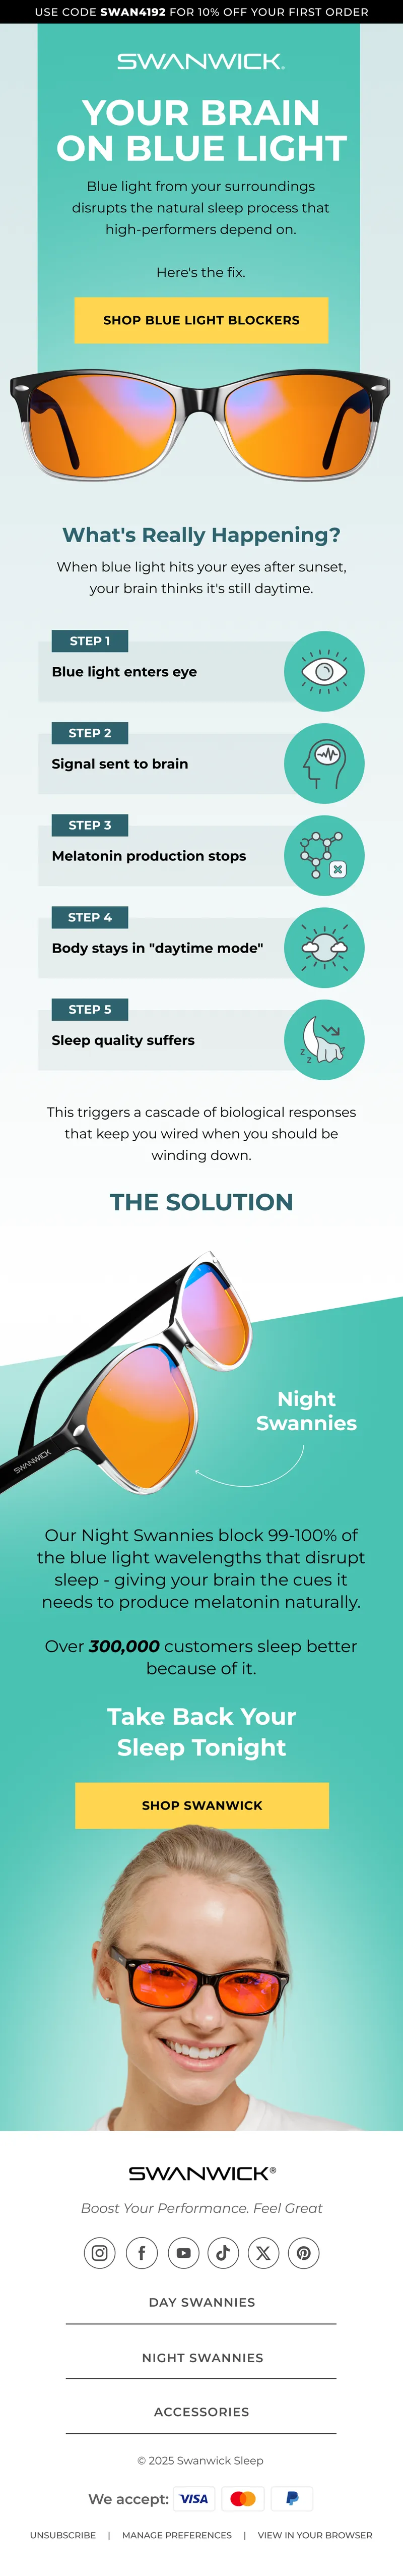 USE CODE SWAN4192 FOR 10% OFF YOUR FIRST ORDER
SWANWICK®
YOUR BRAIN
ON BLUE LIGHT
Blue light from your surroundings
disrupts the natural sleep process that
high-performers depend on.
Here's the fix.
SHOP BLUE LIGHT BLOCKERS
What's Really Happening?
When blue light hits your eyes after sunset,
your brain thinks it's still daytime.
STEP 1
Blue light enters eye
STEP 2
Signal sent to brain
STEP 3
Melatonin production stops
STEP 4
Body stays in "daytime mode"
STEP 5
Sleep quality suffers
z z z
This triggers a cascade of biological responses
that keep you wired when you should be
winding down.
THE SOLUTION
Night
Swannies
SWANWICK
Our Night Swannies block 99-100% of
the blue light wavelengths that disrupt
sleep - giving your brain the cues it
needs to produce melatonin naturally.
Over 300,000 customers sleep better
because of it.
Take Back Your
Sleep Tonight
SHOP SWANWICK
SWANWICK®
Boost Your Performance. Feel Great
DAY SWANNIES
NIGHT SWANNIES
ACCESSORIES
© 2025 Swanwick Sleep
We accept: VISA
UNSUBSCRIBE | MANAGE PREFERENCES | VIEW IN YOUR BROWSER